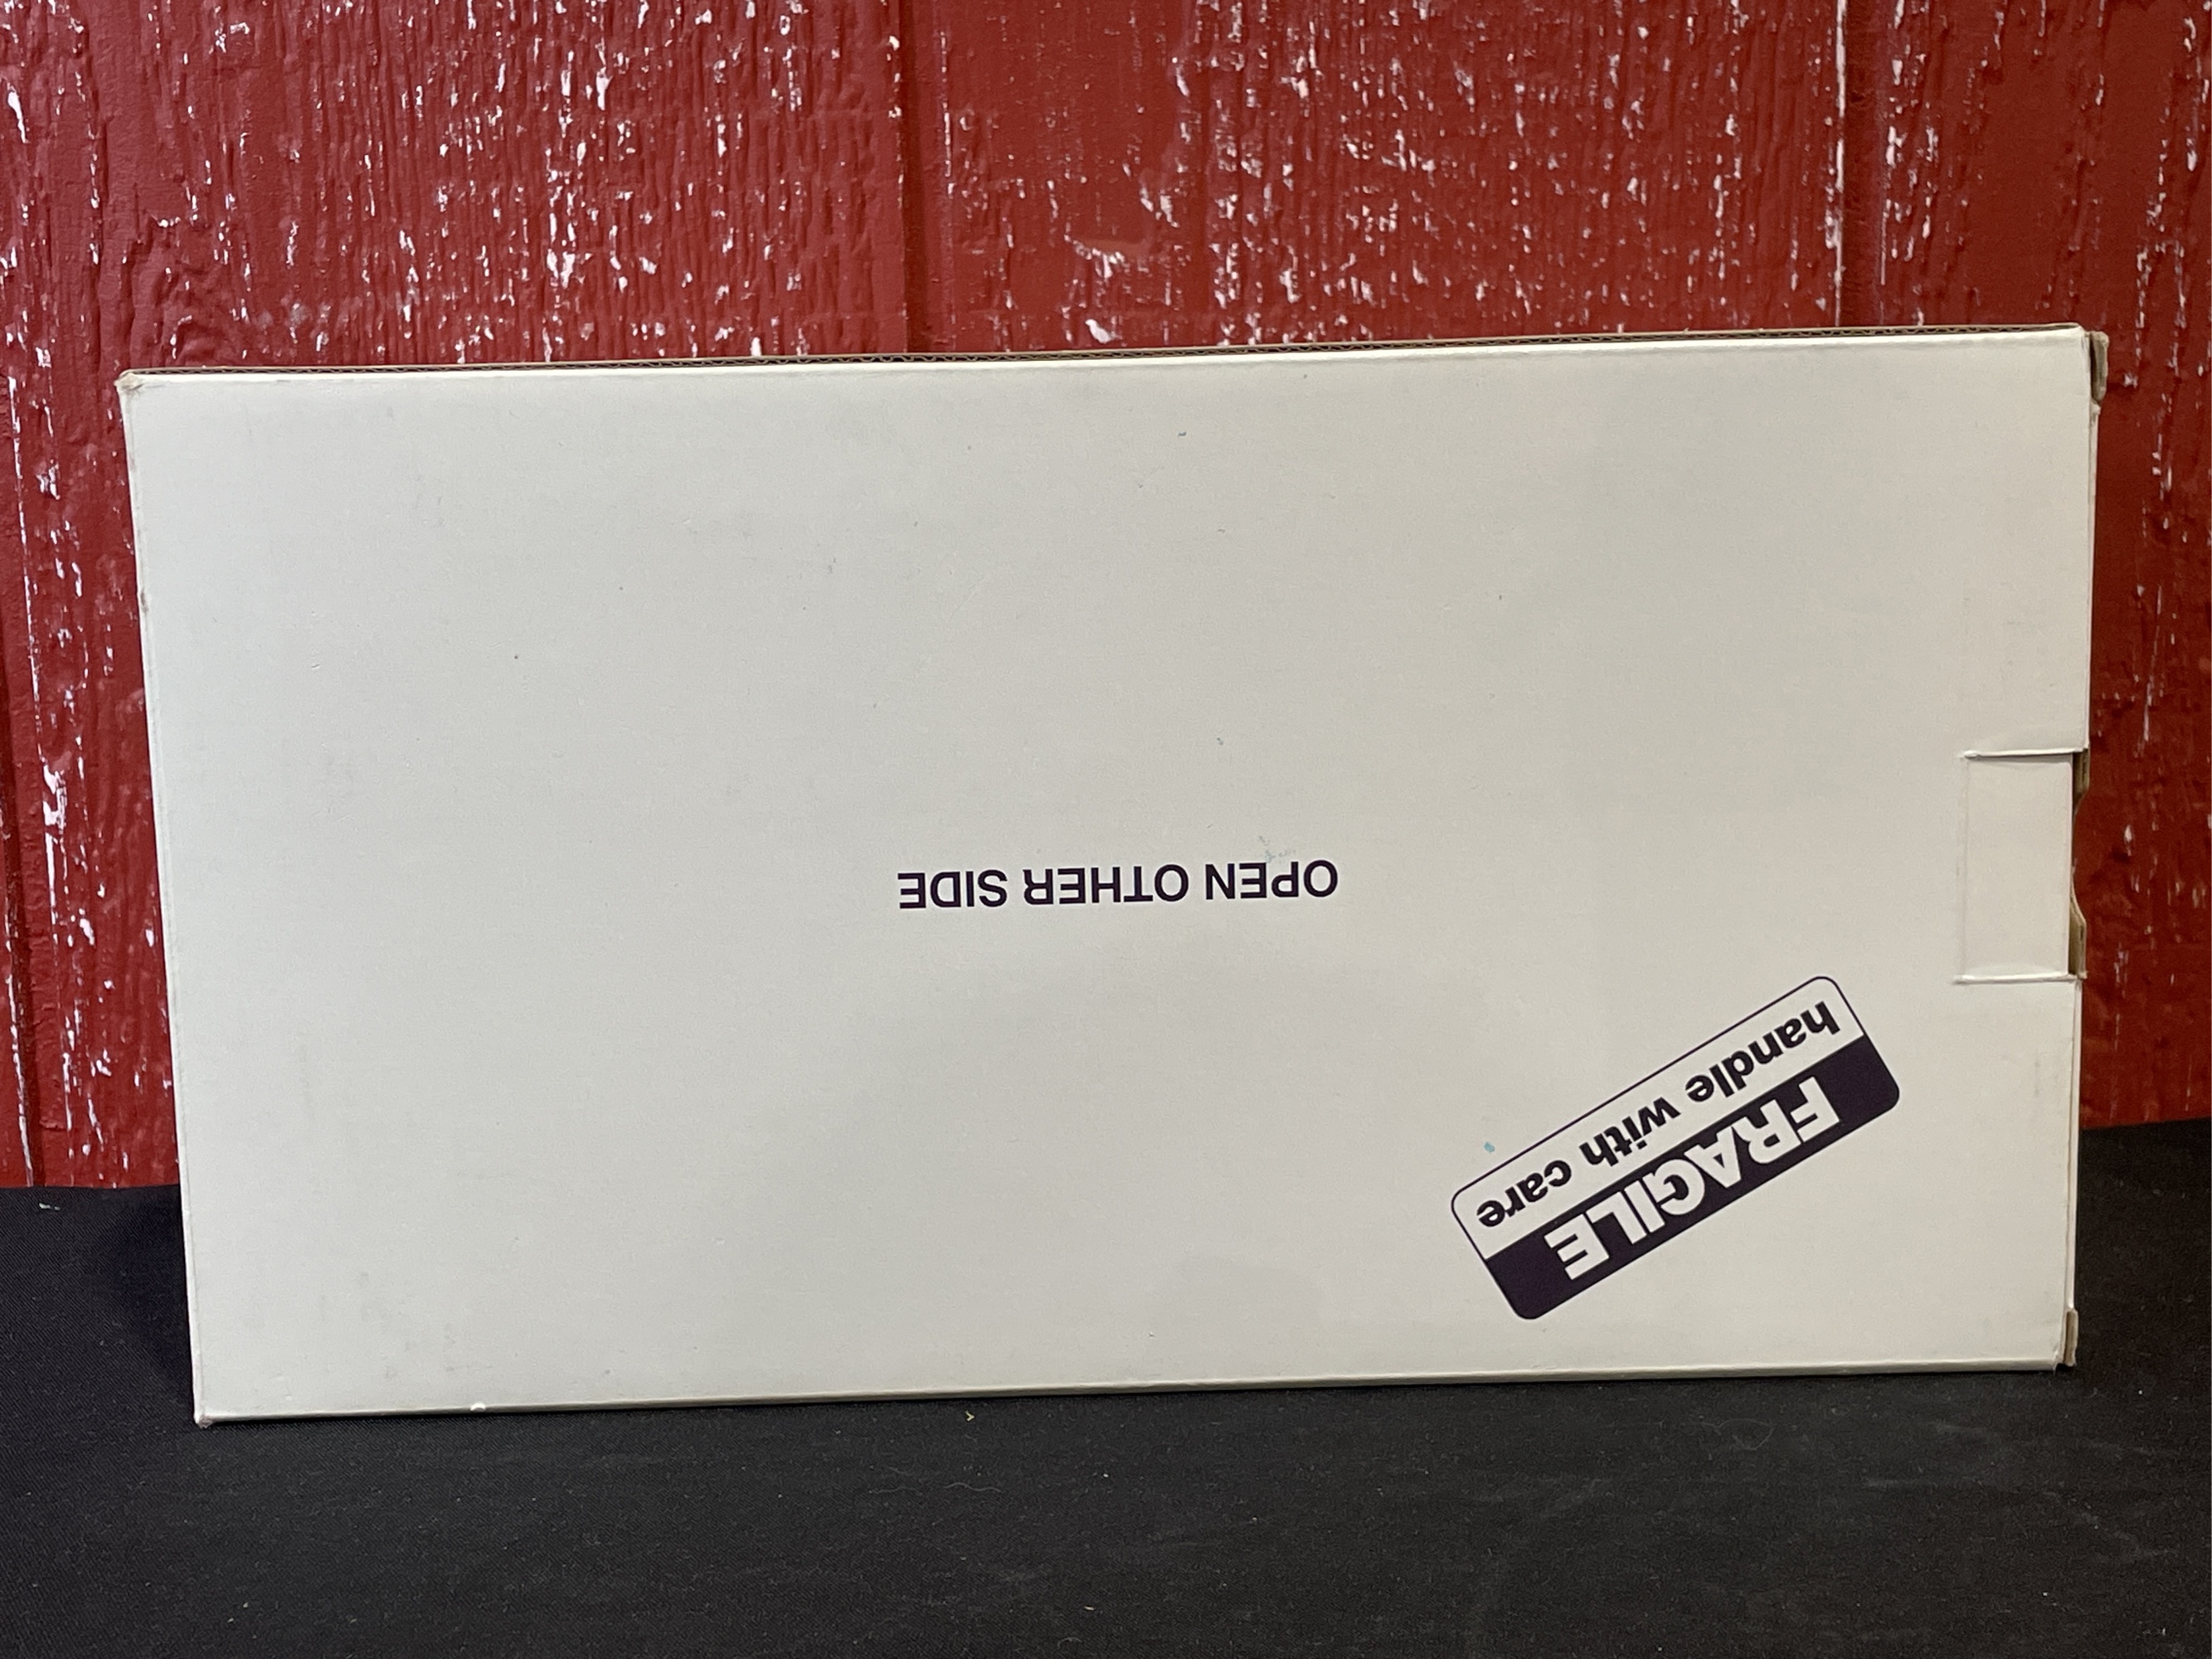 OPEN OTHER SIDE
FRAGILE
handle with care